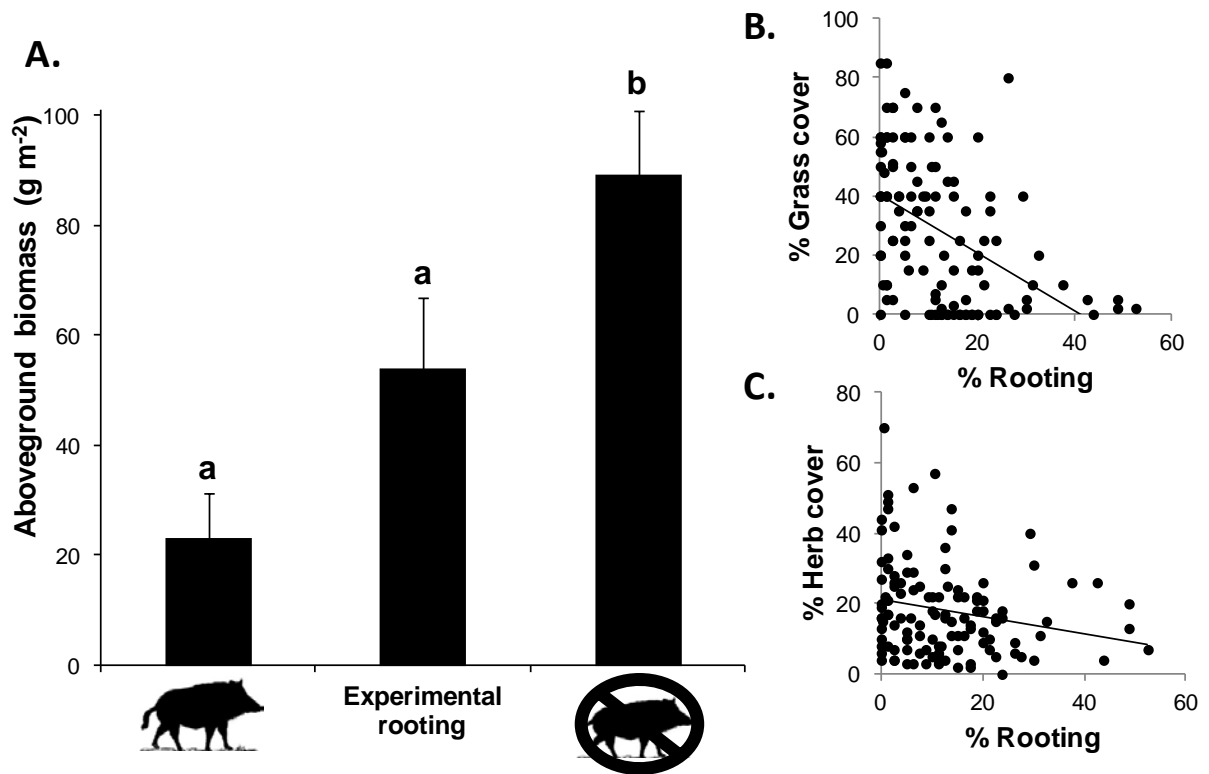 A.
Aboveground biomass (g m-2)
100
80
60
40
20
0
a
a
b
Experimental
rooting
B.
% Grass cover
100
80
60
40
20
0
0 20 40 60
% Rooting
C.
% Herb cover
80
60
40
20
0
0 20 40 60
% Rooting